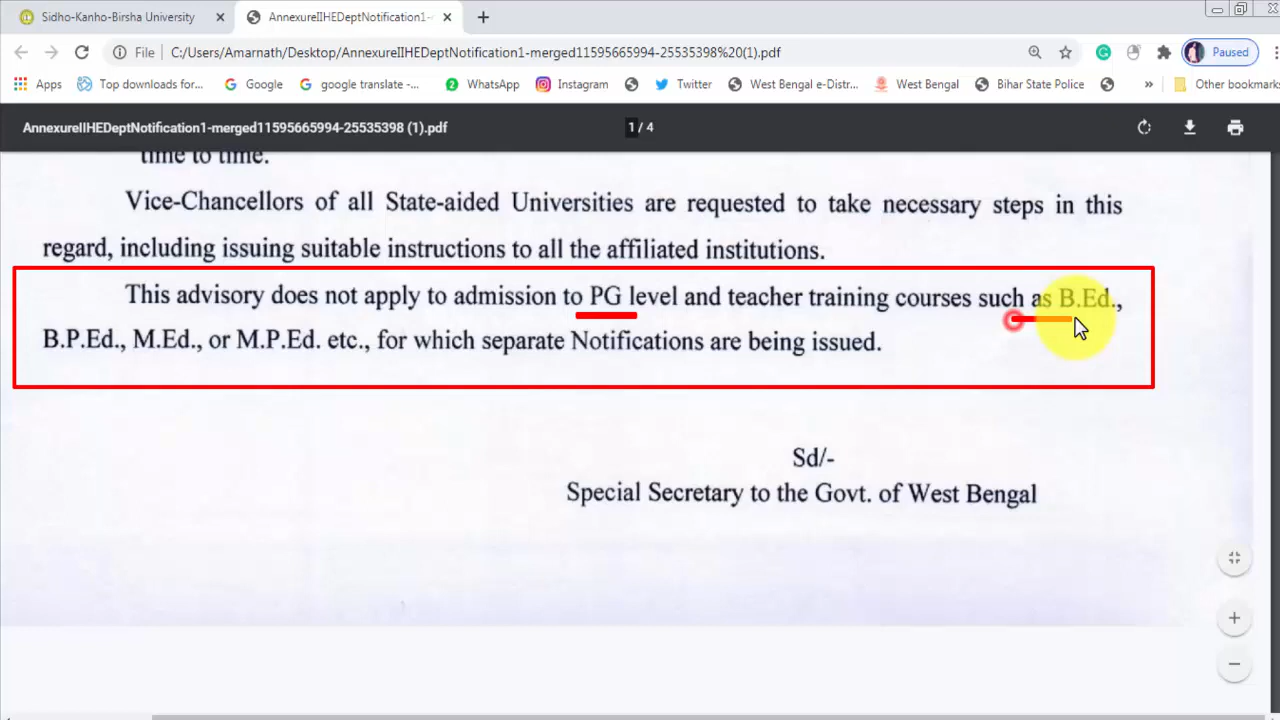 Sidho-Kanho-Birsha University
AnnexureIIHEDeptNotification1-
File C:/Users/Amarnath/Desktop/AnnexureIIHEDeptNotification1-merged11595665994-25535398%20(1).pdf
Paused
Apps Top downloads for... Google google translate -... WhatsApp Instagram Twitter West Bengal e-Distr... West Bengal Bihar State Police » Other bookmarks
AnnexureIIHEDeptNotification1-merged11595665994-25535398 (1).pdf
1 / 4
time to time.
Vice-Chancellors of all State-aided Universities are requested to take necessary steps in this
regard, including issuing suitable instructions to all the affiliated institutions.
This advisory does not apply to admission to PG level and teacher training courses such as B.Ed.,
B.P.Ed., M.Ed., or M.P.Ed. etc., for which separate Notifications are being issued.
Sd/-
Special Secretary to the Govt. of West Bengal